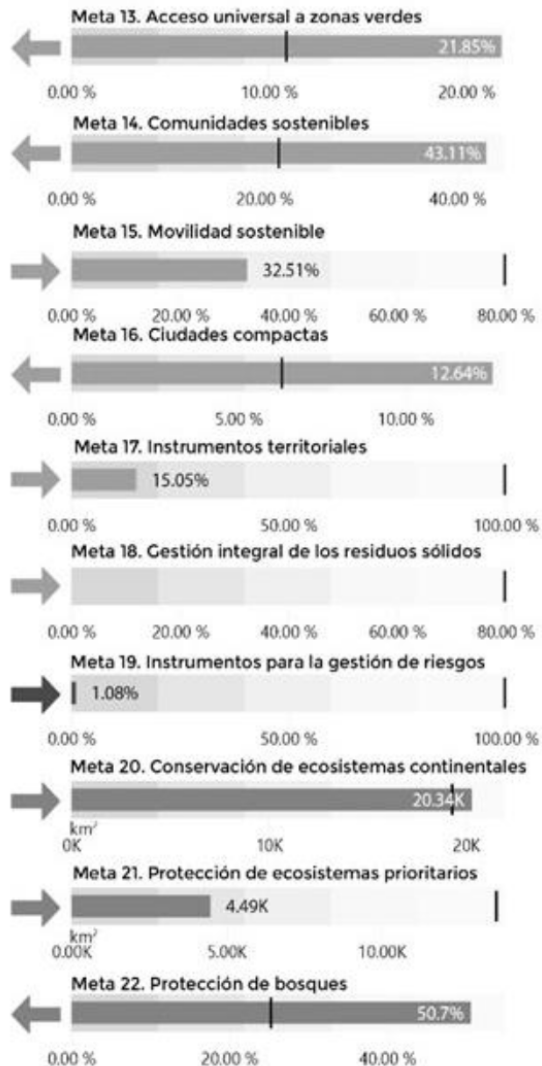 Meta 13. Acceso universal a zonas verdes
21.85%
0.00 % 10.00 % 20.00 %
Meta 14. Comunidades sostenibles
43.11%
0.00 % 20.00 % 40.00 %
Meta 15. Movilidad sostenible
32.51%
0.00 % 20.00 % 40.00 % 60.00 % 80.00 %
Meta 16. Ciudades compactas
12.64%
0.00 % 5.00 % 10.00 %
Meta 17. Instrumentos territoriales
15.05%
0.00 % 50.00 % 100.00 %
Meta 18. Gestión integral de los residuos sólidos
0.00 % 20.00 % 40.00 % 60.00 % 80.00 %
Meta 19. Instrumentos para la gestión de riesgos
1.08%
0.00 % 50.00 % 100.00 %
Meta 20. Conservación de ecosistemas continentales
20.34K
km²
0K 10K 20K
Meta 21. Protección de ecosistemas prioritarios
4.49K
km²
0.00K 5.00K 10.00K
Meta 22. Protección de bosques
50.7%
0.00 % 20.00 % 40.00 %